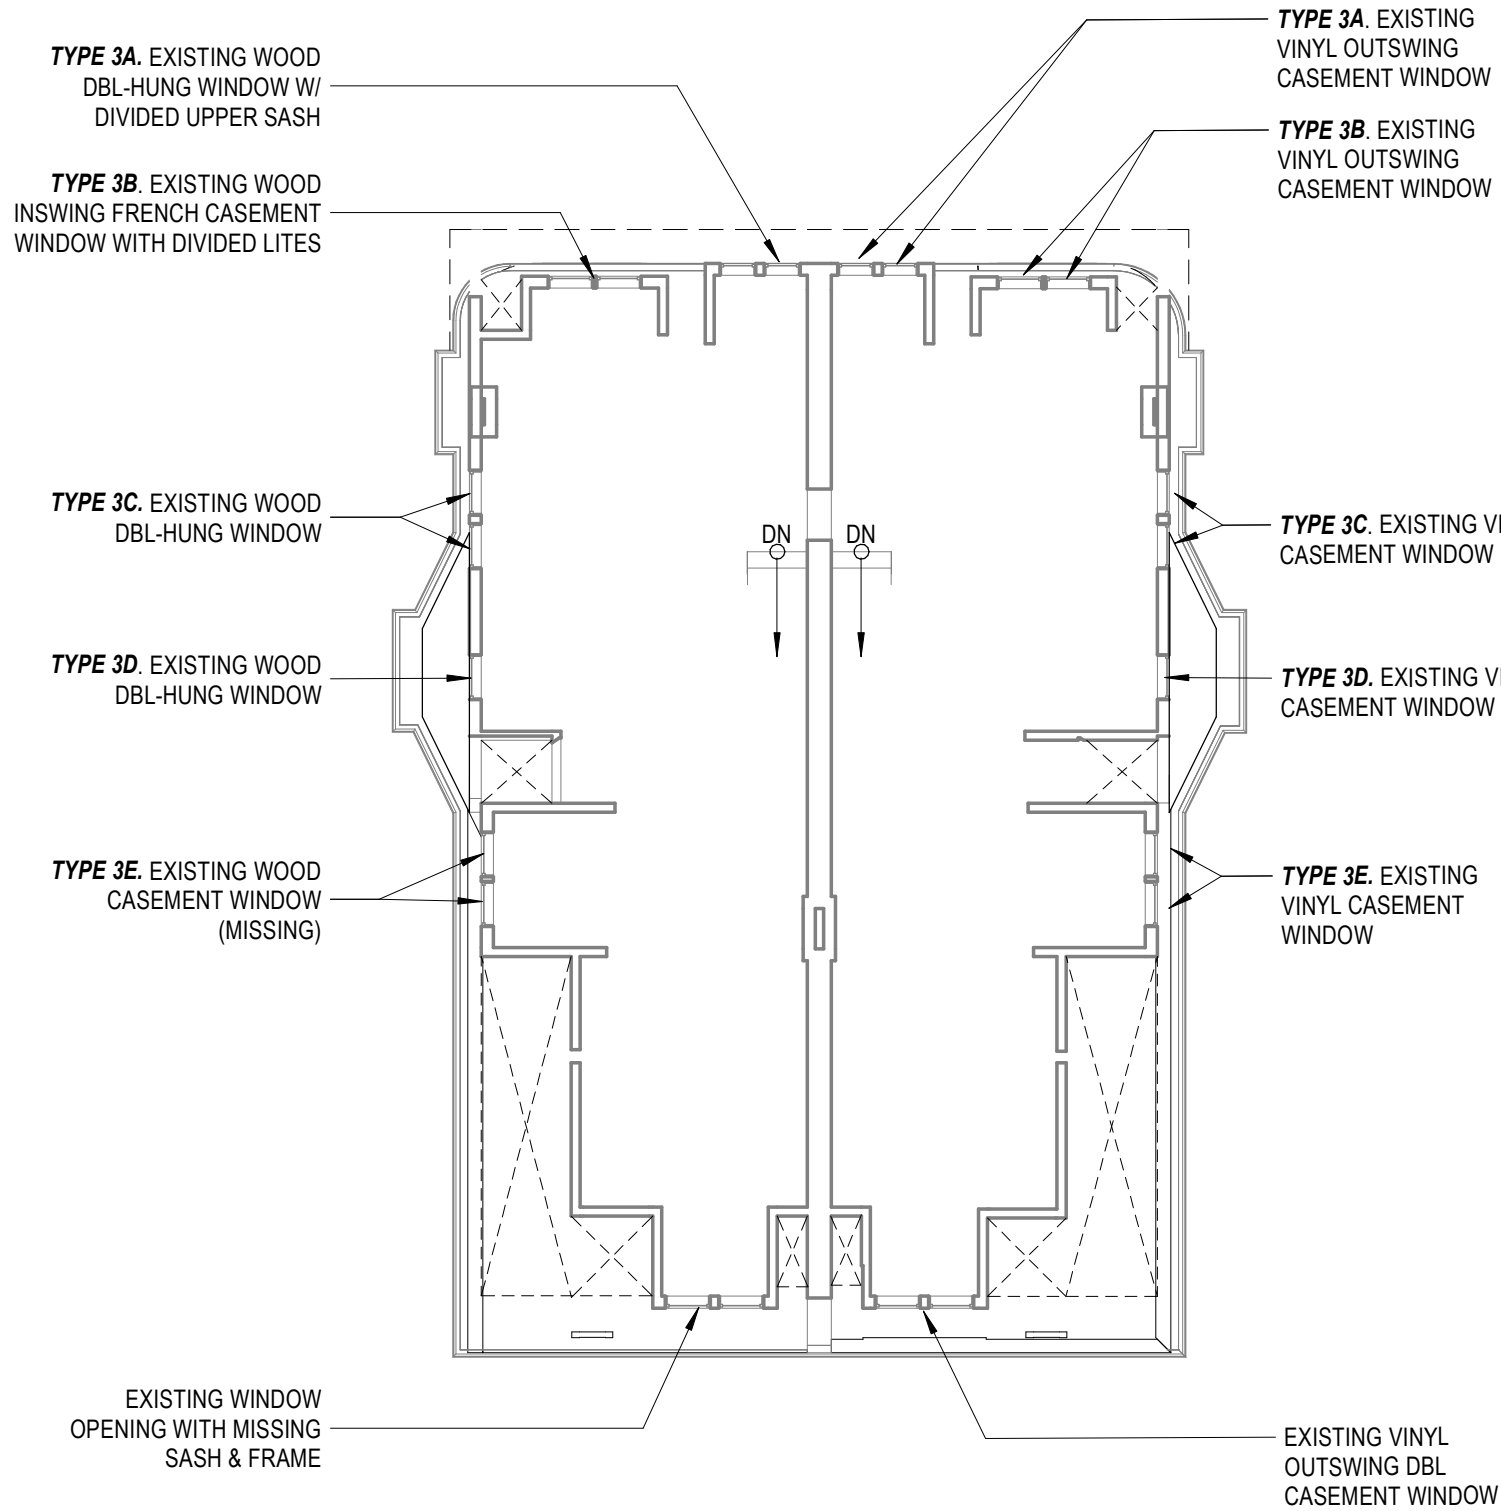 TYPE 3A. EXISTING WOOD
DBL-HUNG WINDOW W/
DIVIDED UPPER SASH
TYPE 3B. EXISTING WOOD
INSWING FRENCH CASEMENT
WINDOW WITH DIVIDED LITES
TYPE 3C. EXISTING WOOD
DBL-HUNG WINDOW
TYPE 3D. EXISTING WOOD
DBL-HUNG WINDOW
TYPE 3E. EXISTING WOOD
CASEMENT WINDOW
(MISSING)
EXISTING WINDOW
OPENING WITH MISSING
SASH & FRAME
DN
DN
TYPE 3A. EXISTING
VINYL OUTSWING
CASEMENT WINDOW
TYPE 3B. EXISTING
VINYL OUTSWING
CASEMENT WINDOW
TYPE 3C. EXISTING
CASEMENT WINDOW
TYPE 3D. EXISTING
CASEMENT WINDOW
TYPE 3E. EXISTING
VINYL CASEMENT
WINDOW
EXISTING VINYL
OUTSWING DBL
CASEMENT WINDOW